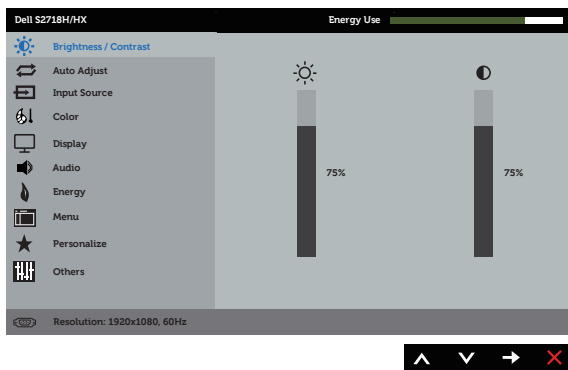 Dell S2718H/HX
Energy Use
Brightness / Contrast
Auto Adjust
Input Source
Color
Display
Audio
Energy
Menu
Personalize
Others
75%
75%
Resolution: 1920x1080, 60Hz